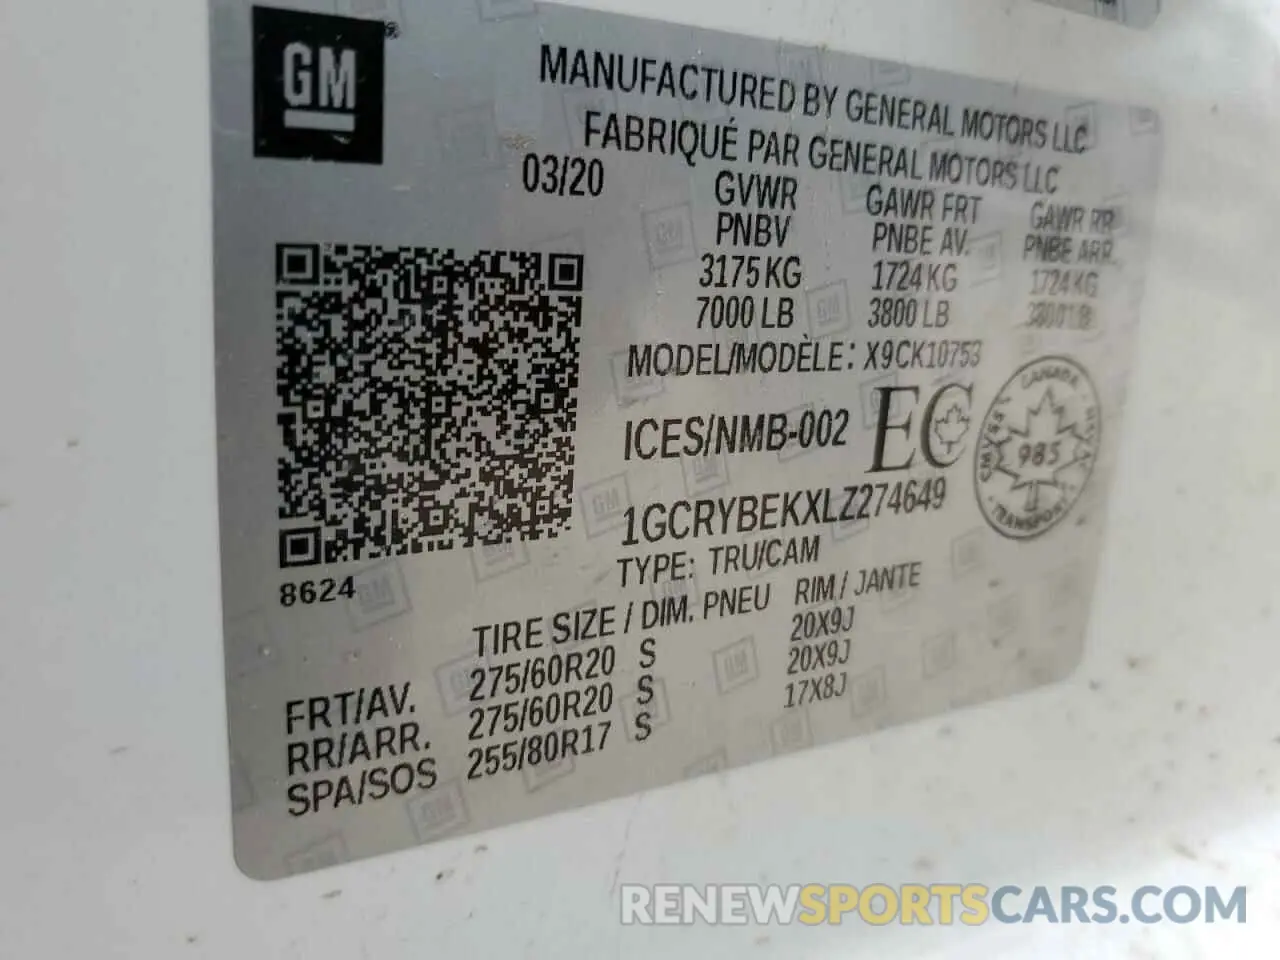 GM
MANUFACTURED BY GENERAL MOTORS LLC
FABRIQUÉ PAR GENERAL MOTORS LLC
03/20 GVWR GAWR FRT GAWR RR
PNBV PNBE AV. PNBE ARR.
3175 KG 1724 KG 1724 KG
7000 LB 3800 LB 3800 LB
MODEL/MODÈLE: X9CK10753
ICES/NMB-002 EC
CANADA
985
TRANSPORT
1GCRYBEKXLZ274649
TYPE: TRU/CAM
8624
TIRE SIZE / DIM. PNEU RIM / JANTE
FRT/AV. 275/60R20 S 20X9J
RR/ARR. 275/60R20 S 20X9J
SPA/SOS 255/80R17 S 17X8J
RENEWSPORTSCARS.COM